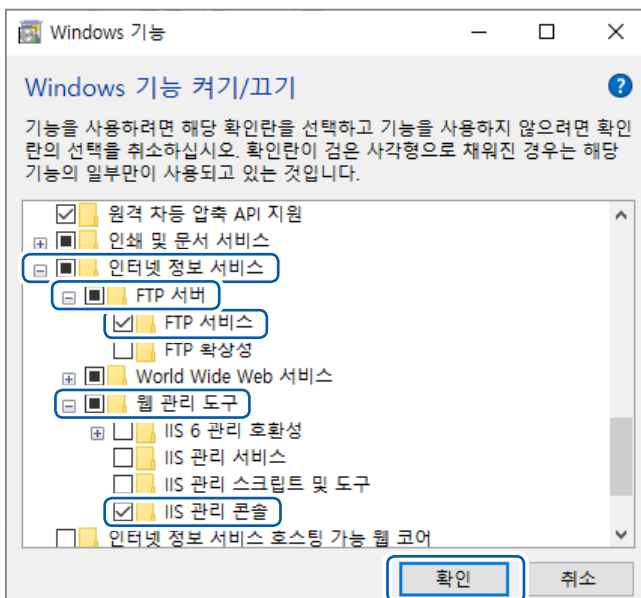 Windows 기능
Windows 기능 켜기/끄기
기능을 사용하려면 해당 확인란을 선택하고 기능을 사용하지 않으려면 확인
란의 선택을 취소하십시오. 확인란이 검은 사각형으로 채워진 경우는 해당
기능의 일부만이 사용되고 있는 것입니다.
원격 차등 압축 API 지원
인쇄 및 문서 서비스
인터넷 정보 서비스
FTP 서버
FTP 서비스
FTP 확장성
World Wide Web 서비스
웹 관리 도구
IIS 6 관리 호환성
IIS 관리 서비스
IIS 관리 스크립트 및 도구
IIS 관리 콘솔
인터넷 정보 서비스 호스팅 가능 웹 코어
확인 취소